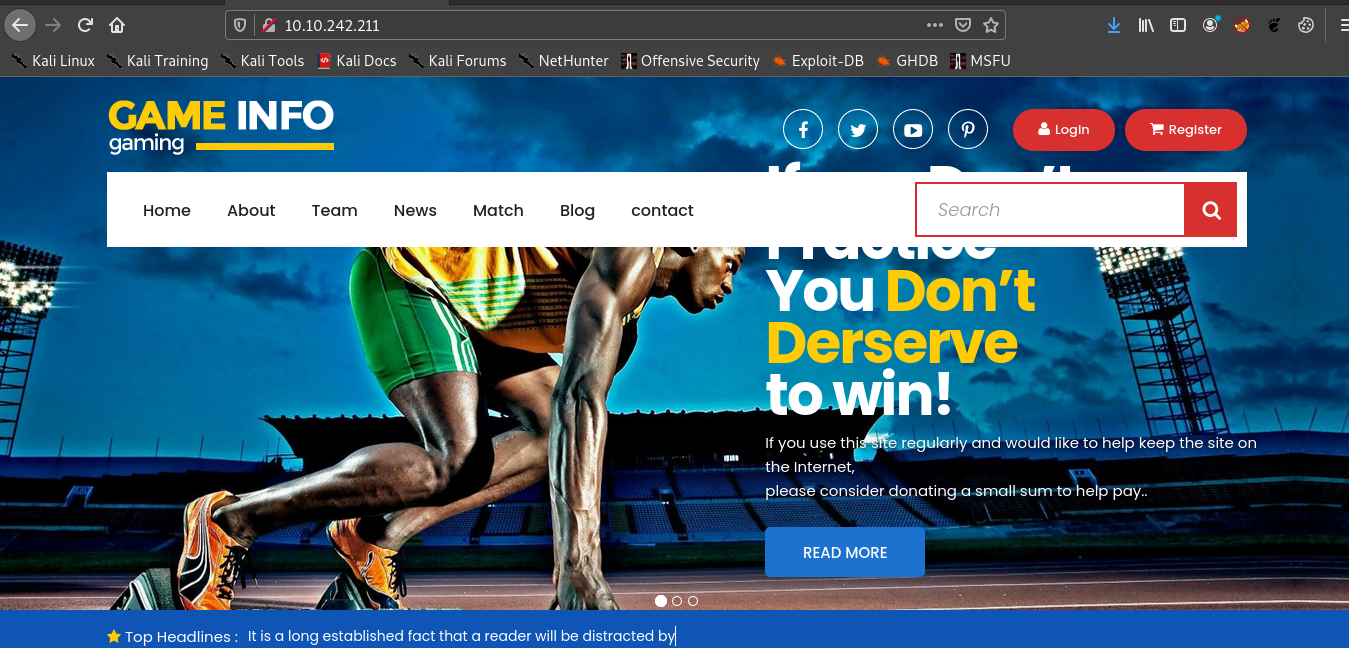 10.10.242.211
Kali Linux Kali Training Kali Tools Kali Docs Kali Forums NetHunter Offensive Security Exploit-DB GHDB MSFU
GAME INFO
gaming
Login Register
Home About Team News Match Blog contact
Search
Practice
You Don’t
Derserve
to win!
If you use this site regularly and would like to help keep the site on
the Internet,
please consider donating a small sum to help pay..
READ MORE
Top Headlines : It is a long established fact that a reader will be distracted by